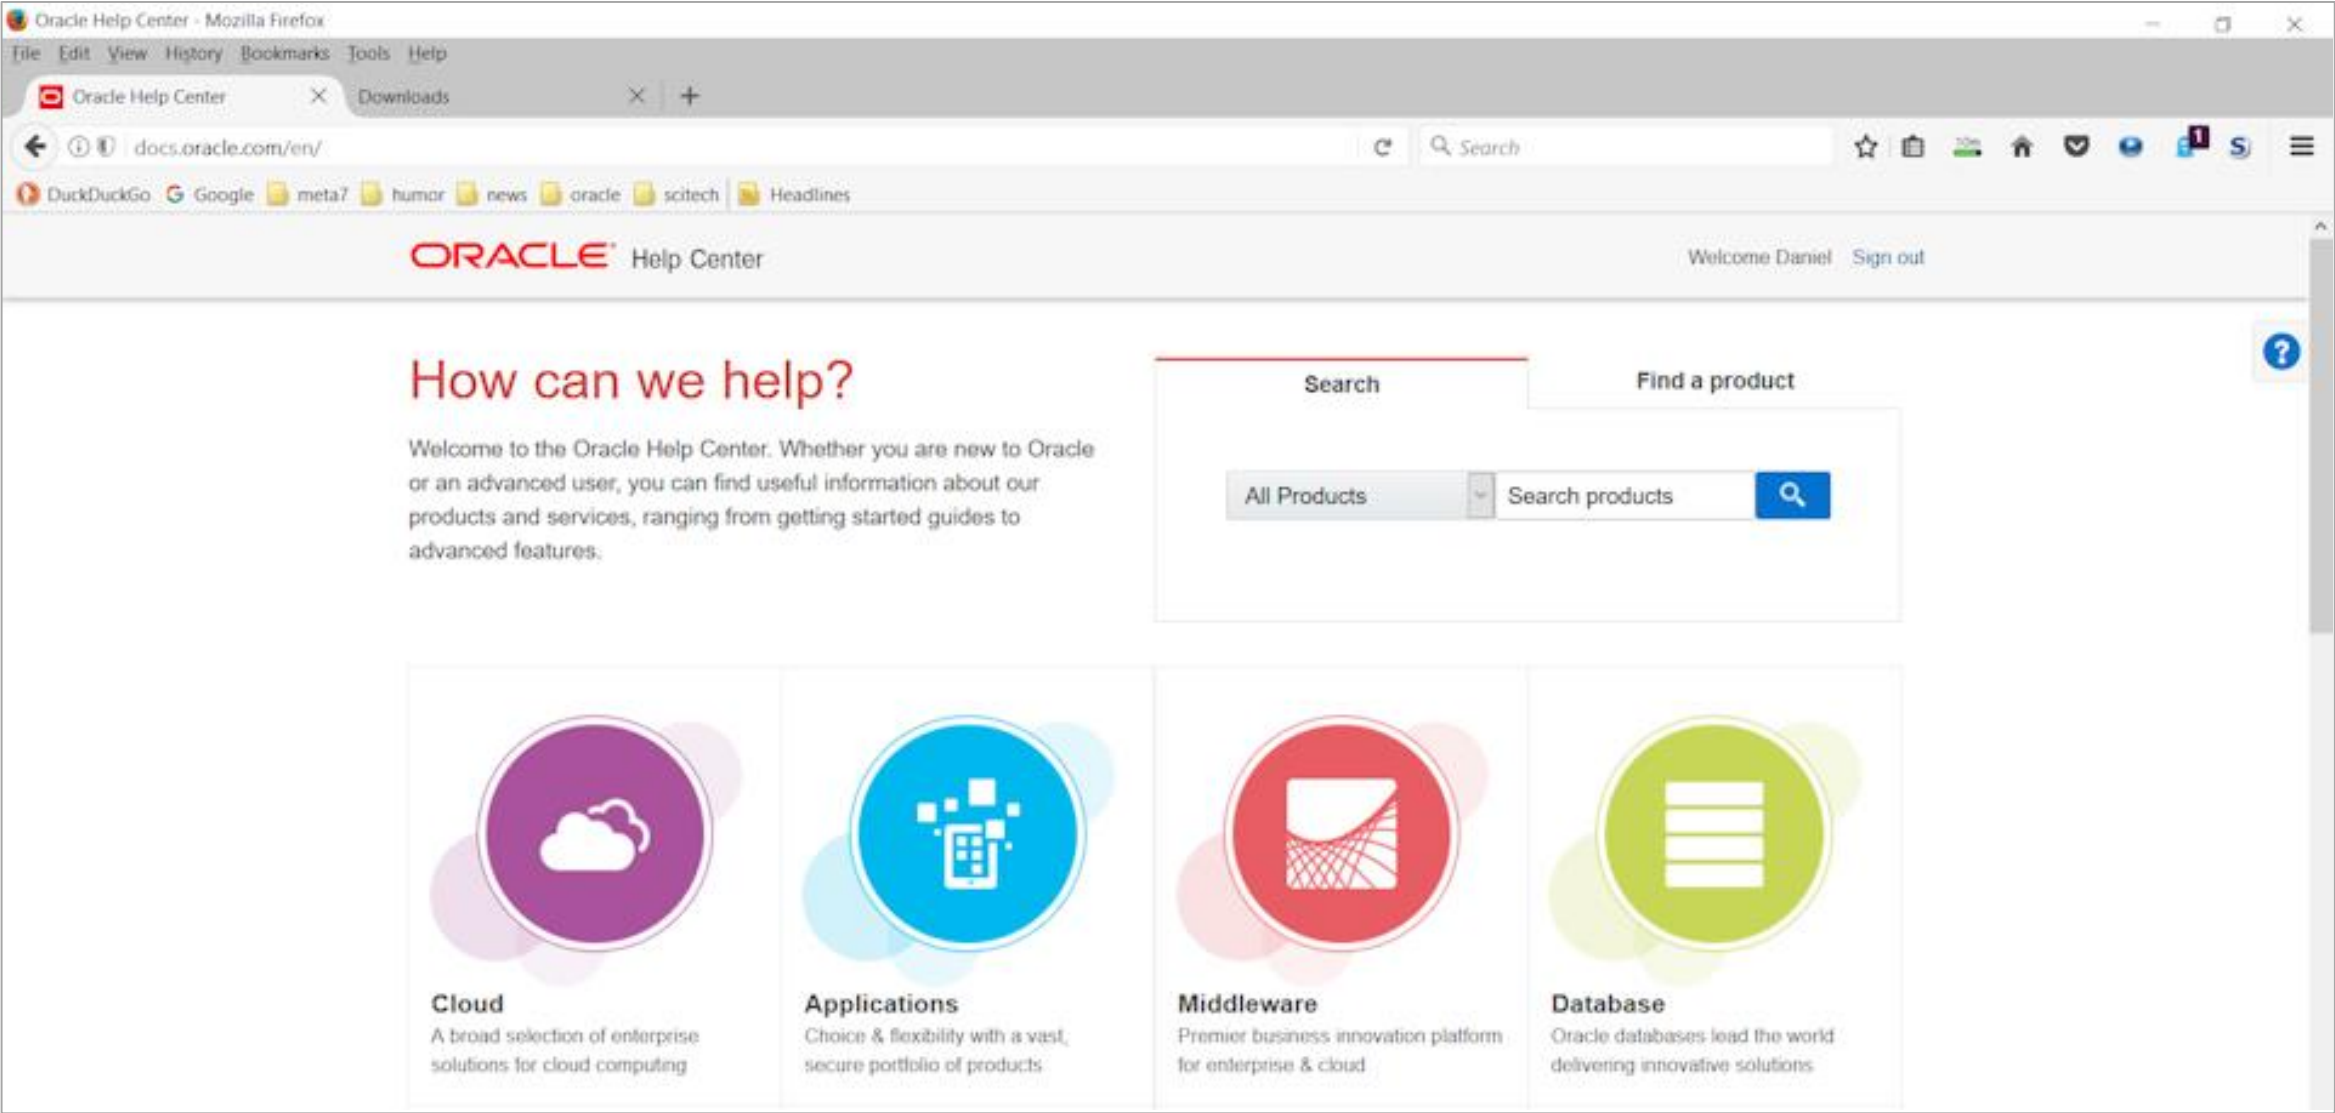 Oracle Help Center - Mozilla Firefox
File Edit View History Bookmarks Tools Help
Oracle Help Center
Downloads
docs.oracle.com/en/
Search
1
S
DuckDuckGo Google meta7 humor news oracle scitech Headlines
ORACLE Help Center
Welcome Daniel Sign out
How can we help?
Welcome to the Oracle Help Center. Whether you are new to Oracle
or an advanced user, you can find useful information about our
products and services, ranging from getting started guides to
advanced features.
Search
Find a product
All Products
Search products
?
Cloud
A broad selection of enterprise
solutions for cloud computing
Applications
Choice & flexibility with a vast,
secure portfolio of products
Middleware
Premier business innovation platform
for enterprise & cloud
Database
Oracle databases lead the world
delivering innovative solutions